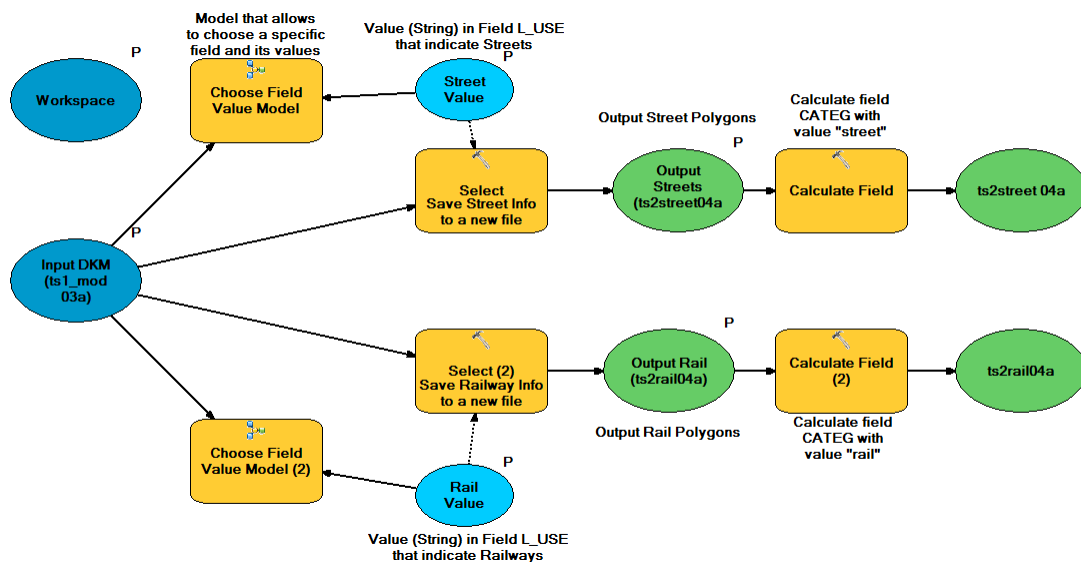 Model that allows
to choose a specific
field and its values
P
Workspace
Choose Field
Value Model
Value (String) in Field L_USE
that indicate Streets
P
Street
Value
Select
Save Street Info
to a new file
Output Street Polygons
P
Output
Streets
(ts2street04a
Calculate field
CATEG with
value "street"
Calculate Field
ts2street 04a
P
Input DKM
(ts1_mod
03a)
Select (2)
Save Railway Info
to a new file
P
Output Rail
(ts2rail04a)
Output Rail Polygons
Calculate Field
(2)
Calculate field
CATEG with
value "rail"
ts2rail04a
Choose Field
Value Model (2)
P
Rail
Value
Value (String) in Field L_USE
that indicate Railways